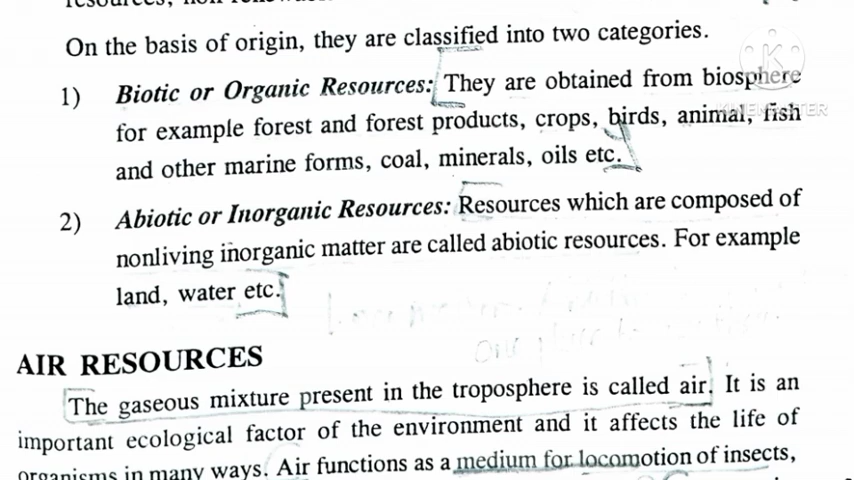 On the basis of origin, they are classified into two categories.
1) Biotic or Organic Resources: They are obtained from biosphere
for example forest and forest products, crops, birds, animal, fish
and other marine forms, coal, minerals, oils etc.
KINEMASTER
2) Abiotic or Inorganic Resources: Resources which are composed of
nonliving inorganic matter are called abiotic resources. For example
land, water etc.
AIR RESOURCES
The gaseous mixture present in the troposphere is called air. It is an
important ecological factor of the environment and it affects the life of
organisms in many ways. Air functions as a medium for locomotion of insects,